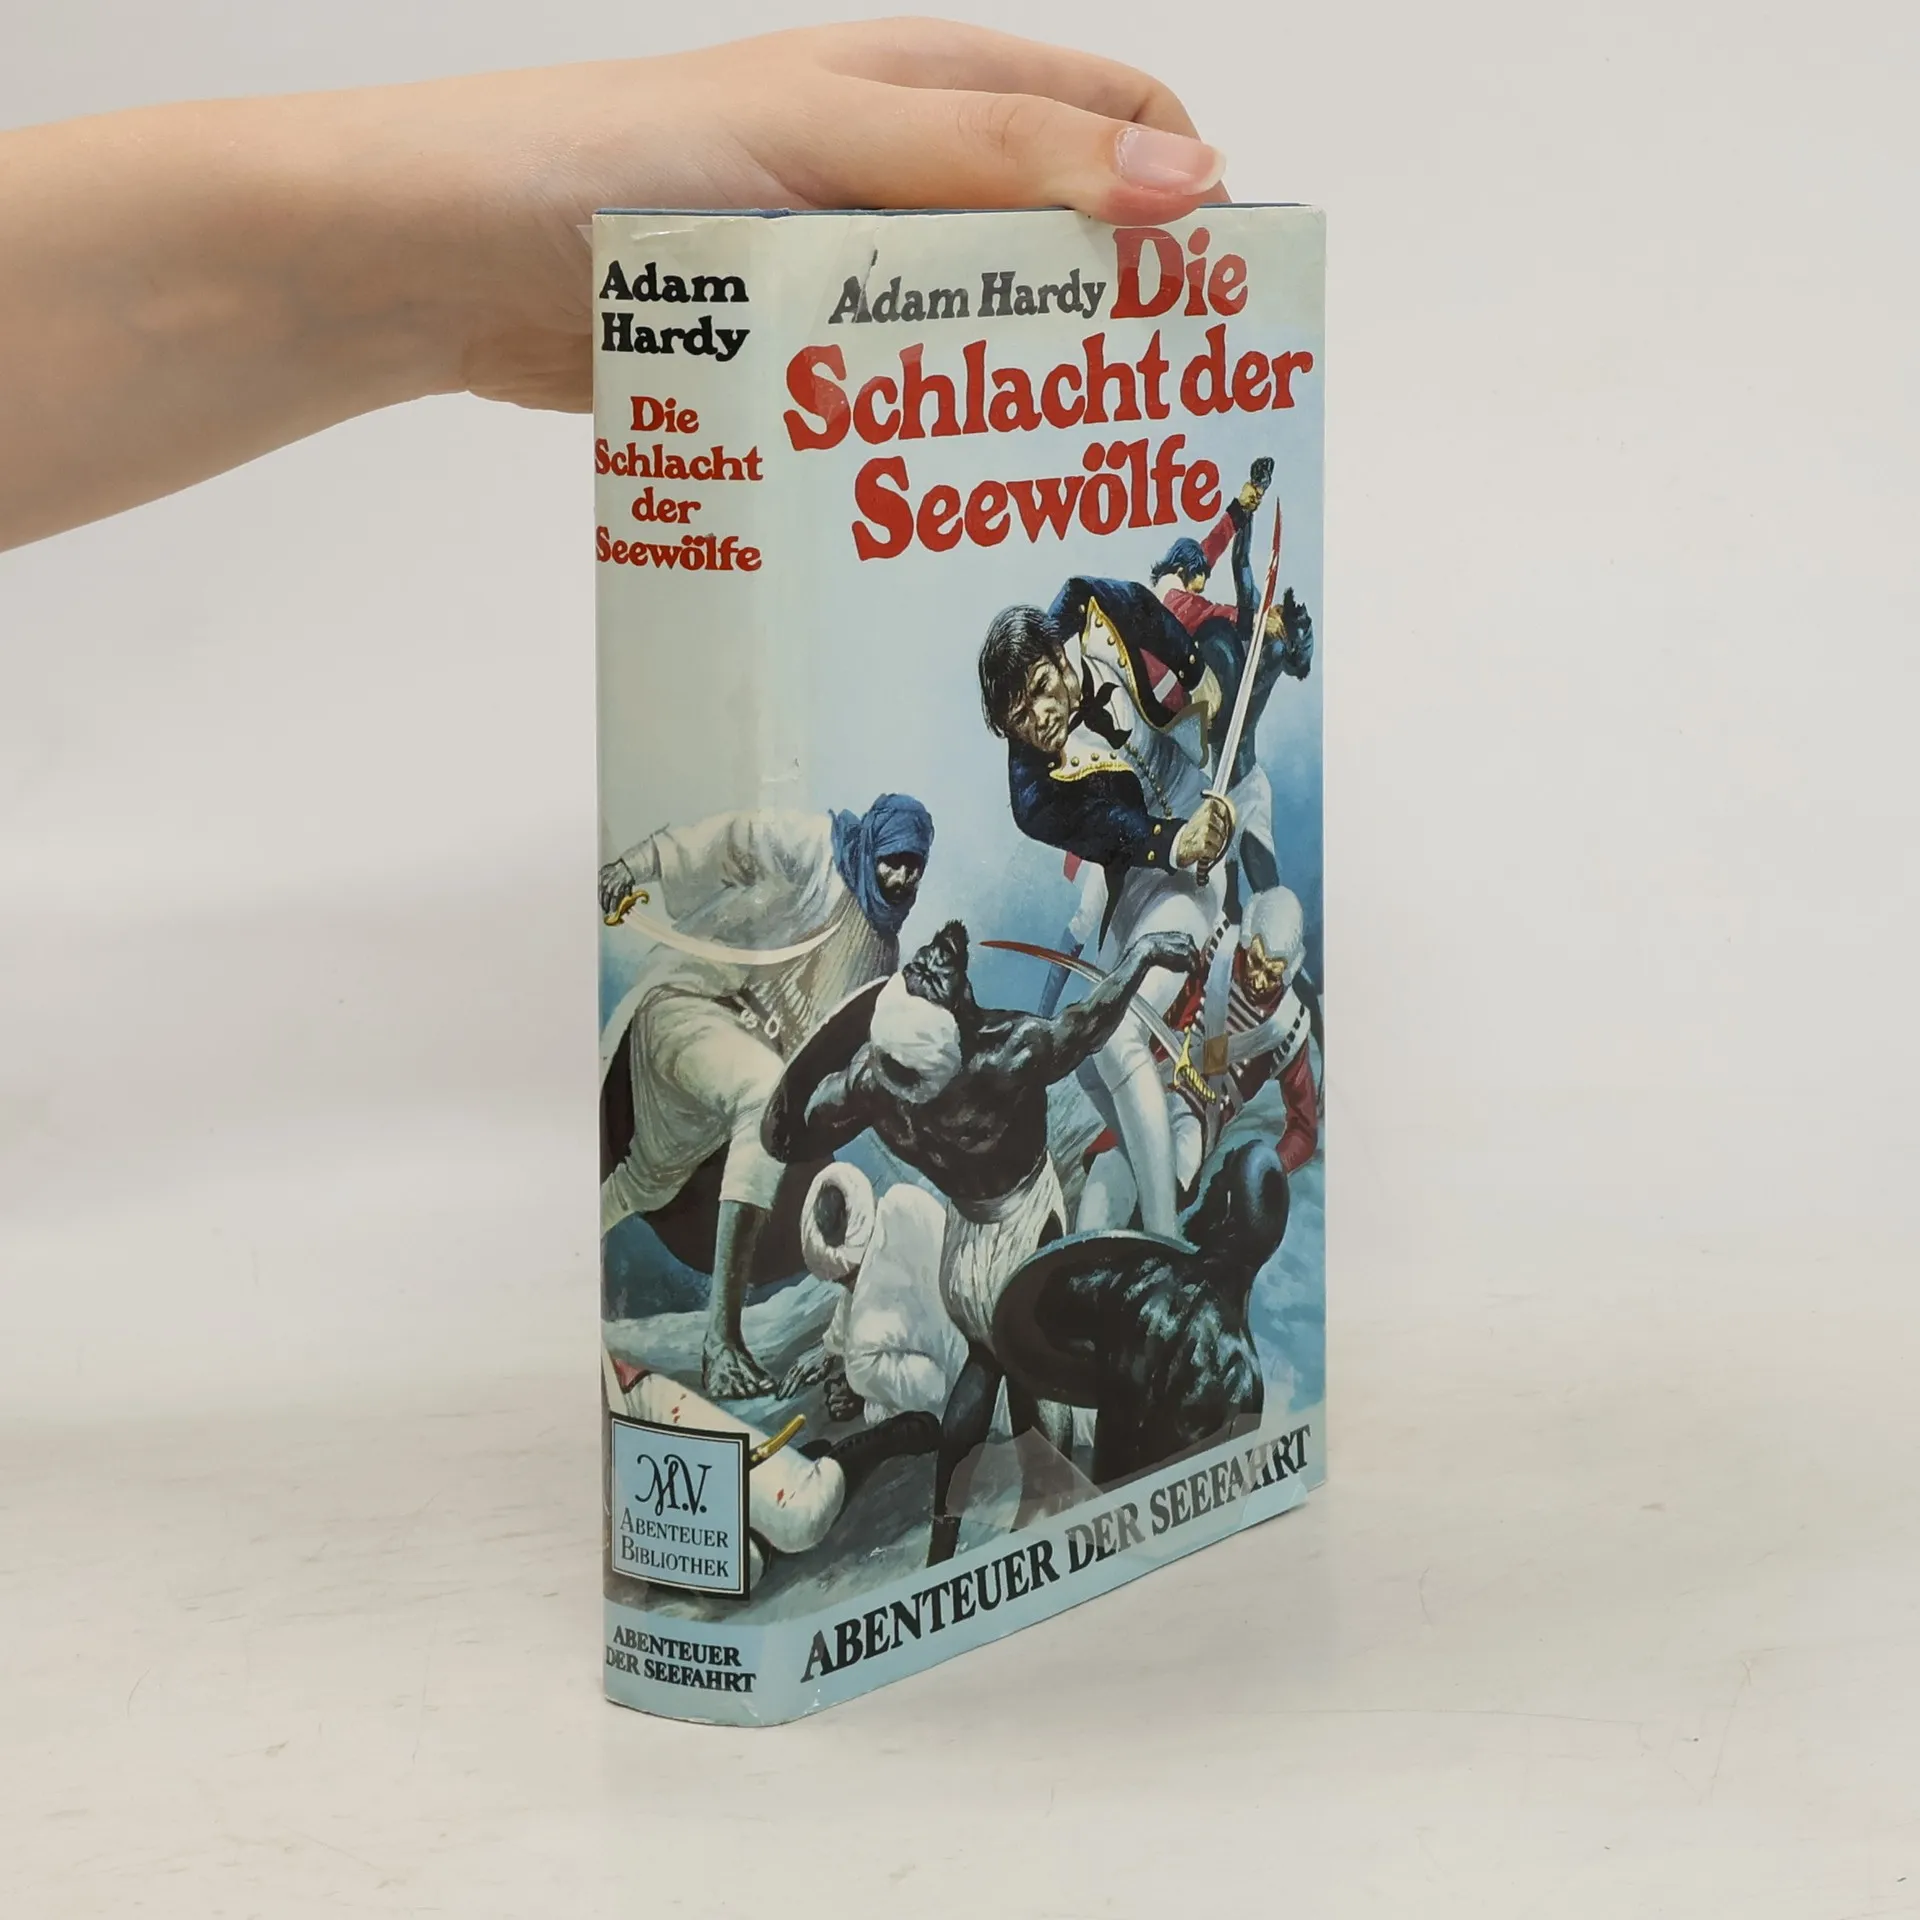 Adam
Hardy
Die
Schlacht
der
Seewölfe
M.V.
ABENTEUER
BIBLIOTHEK
ABENTEUER
DER SEEFAHRT
Adam Hardy Die
Schlacht der
Seewölfe
ABENTEUER DER SEEFAHRT